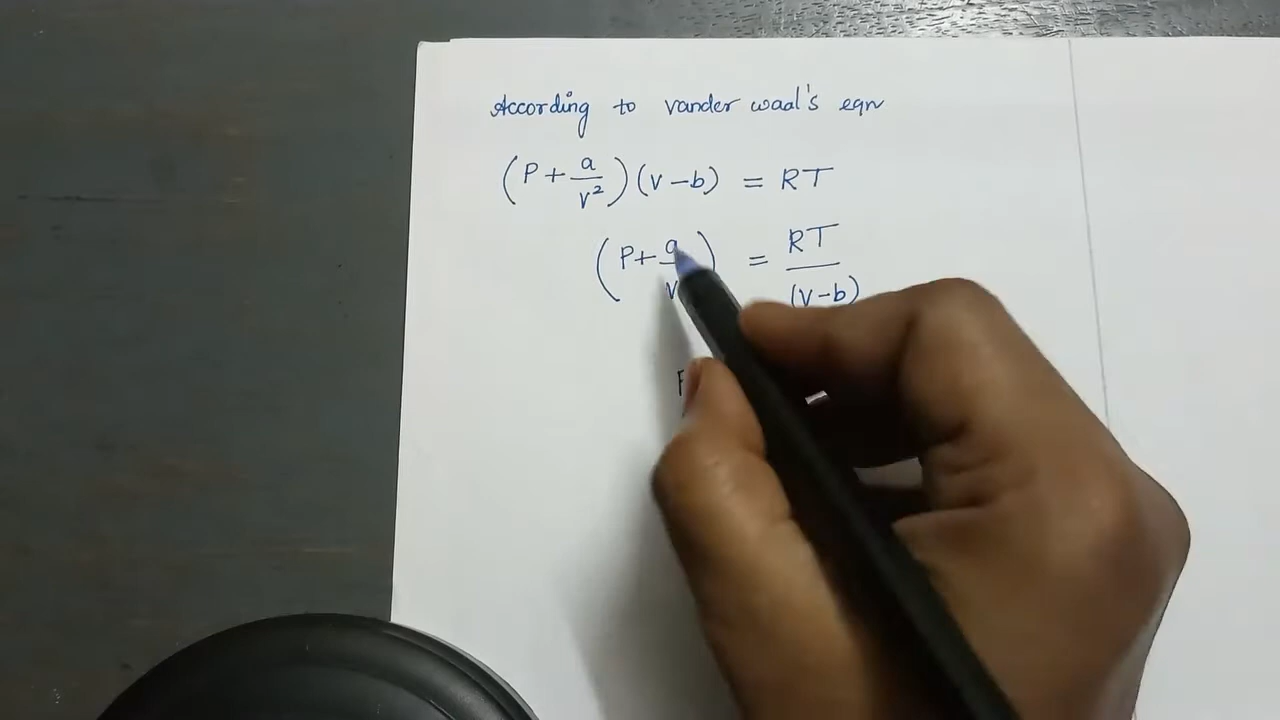 According to vander waal's eqn
(P + a/v²) (v - b) = RT
(P + a/v) = RT/(v - b)
P